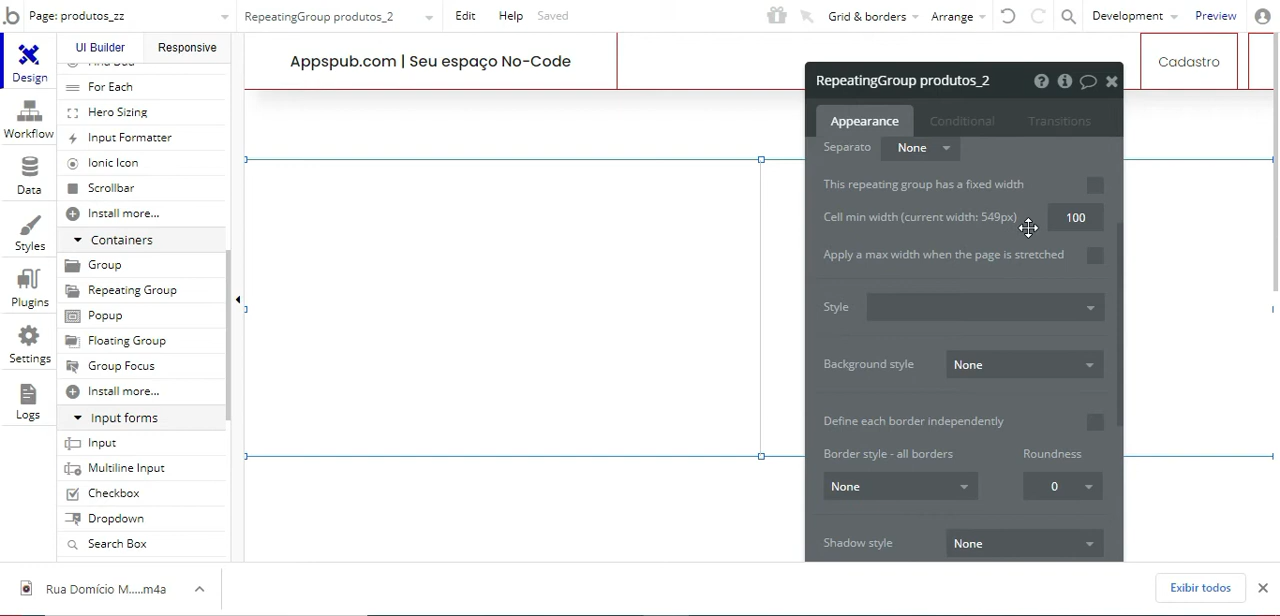 Page: produtos_zz
RepeatingGroup produtos_2
Edit
Help
Saved
Grid & borders
Arrange
Development
Preview
UI Builder
Responsive
Design
Workflow
Data
Styles
Plugins
Settings
Logs
For Each
Hero Sizing
Input Formatter
Ionic Icon
Scrollbar
Install more...
Containers
Group
Repeating Group
Popup
Floating Group
Group Focus
Install more...
Input forms
Input
Multiline Input
Checkbox
Dropdown
Search Box
Appspub.com | Seu espaço No-Code
Cadastro
RepeatingGroup produtos_2
Appearance
Conditional
Transitions
Separato None
This repeating group has a fixed width
Cell min width (current width: 549px) 100
Apply a max width when the page is stretched
Style
Background style None
Define each border independently
Border style - all borders Roundness
None 0
Shadow style None
Rua Domício M.....m4a
Exibir todos